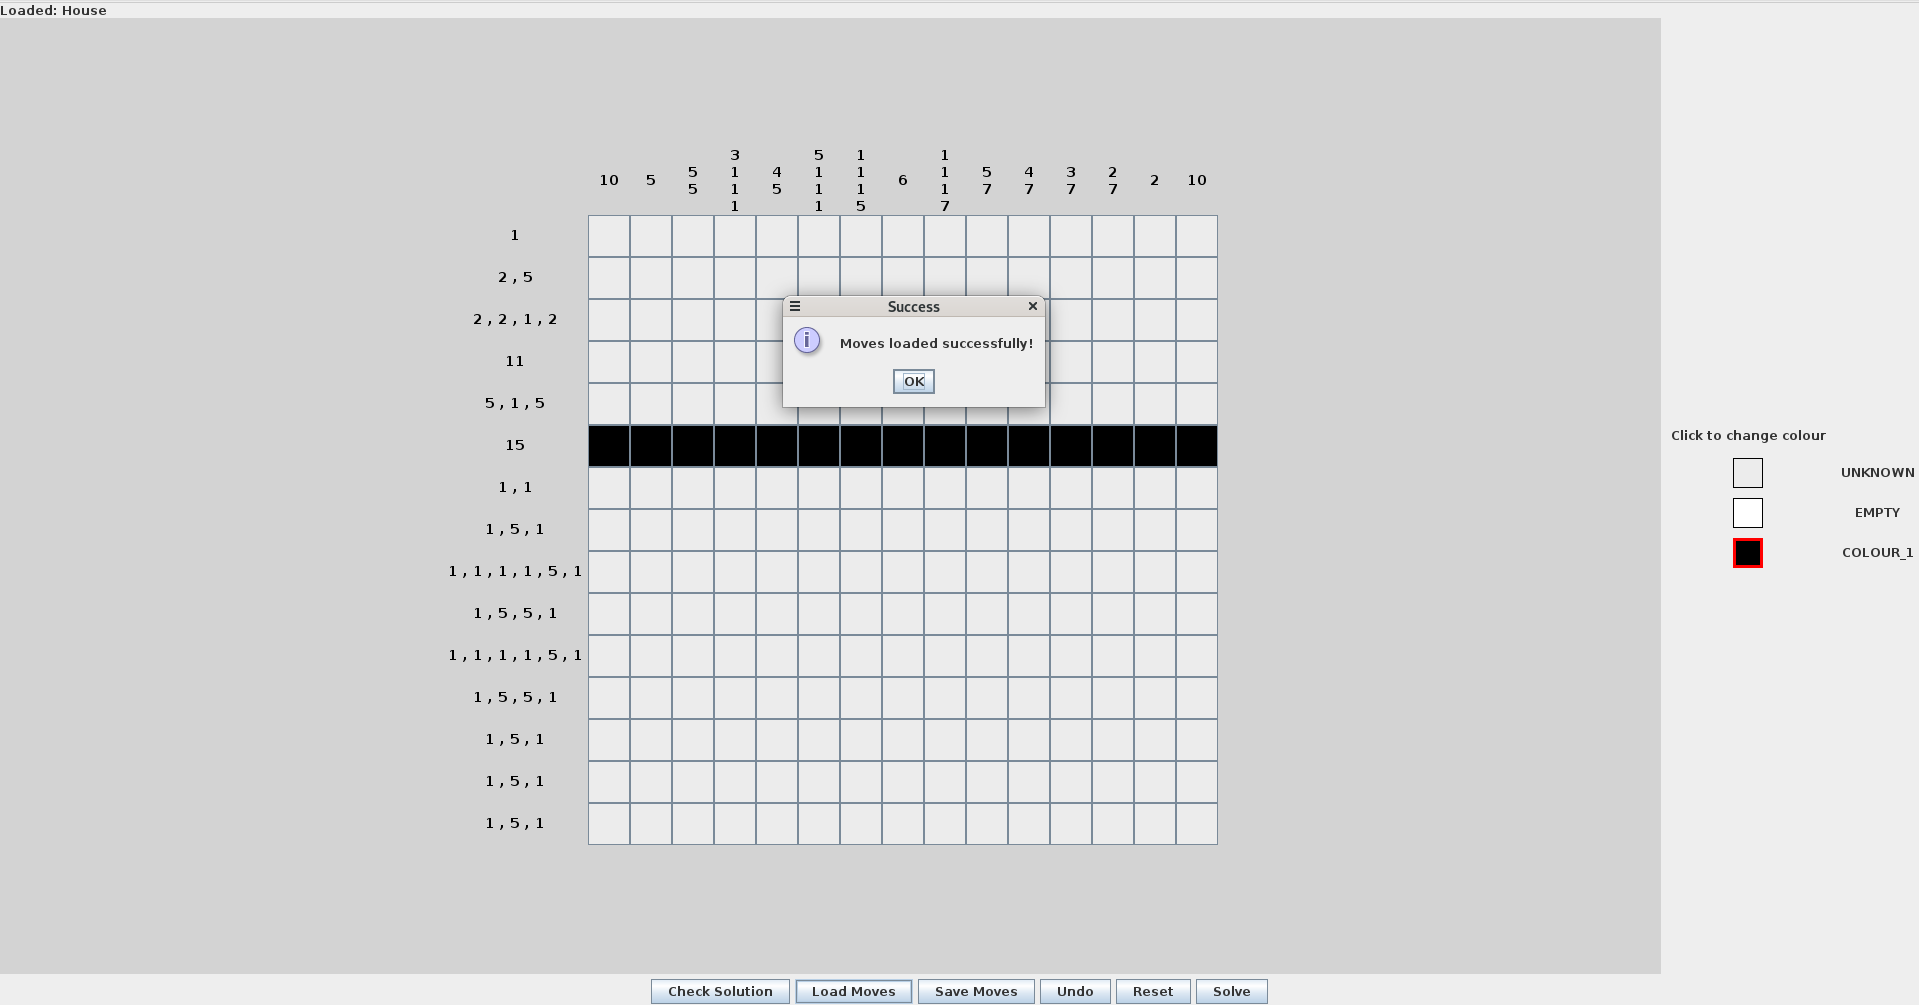 Loaded: House
10 5 5 3 4 5 1 6 1 5 4 3 2 2 10
5 1 5 1 1 1 7 7 7 7
1 1 1 1
1 1 5 7
1
2 , 5
2 , 2 , 1 , 2
11
5 , 1 , 5
15
1 , 1
1 , 5 , 1
1 , 1 , 1 , 1 , 5 , 1
1 , 5 , 5 , 1
1 , 1 , 1 , 1 , 5 , 1
1 , 5 , 5 , 1
1 , 5 , 1
1 , 5 , 1
1 , 5 , 1
Success
Moves loaded successfully!
OK
Click to change colour
UNKNOWN
EMPTY
COLOUR_1
Check Solution
Load Moves
Save Moves
Undo
Reset
Solve